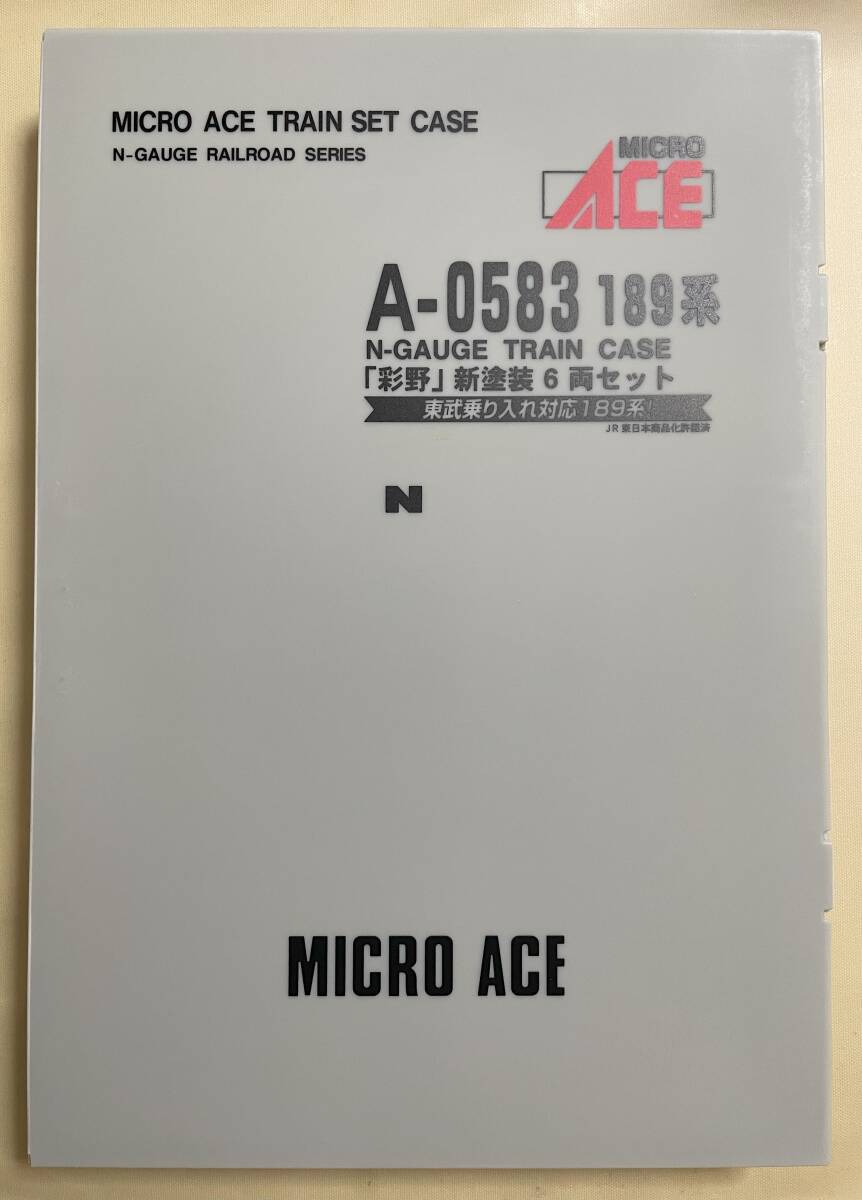 MICRO ACE TRAIN SET CASE
N-GAUGE RAILROAD SERIES
MICRO
ACE
A-0583 189系
N-GAUGE TRAIN CASE
「彩野」新塗装6両セット
東武乗り入れ対応189系!
JR東日本商品化許諾済
N
MICRO ACE